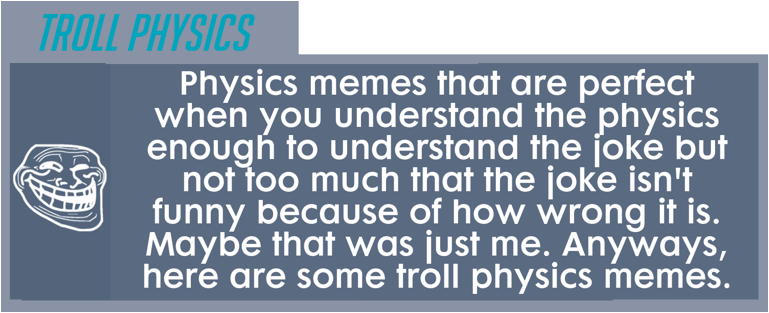 TROLL PHYSICS
Physics memes that are perfect
when you understand the physics
enough to understand the joke but
not too much that the joke isn't
funny because of how wrong it is.
Maybe that was just me. Anyways,
here are some troll physics memes.